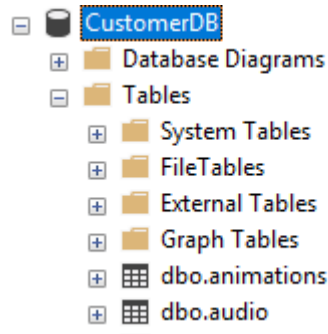 CustomerDB
Database Diagrams
Tables
System Tables
FileTables
External Tables
Graph Tables
dbo.animations
dbo.audio